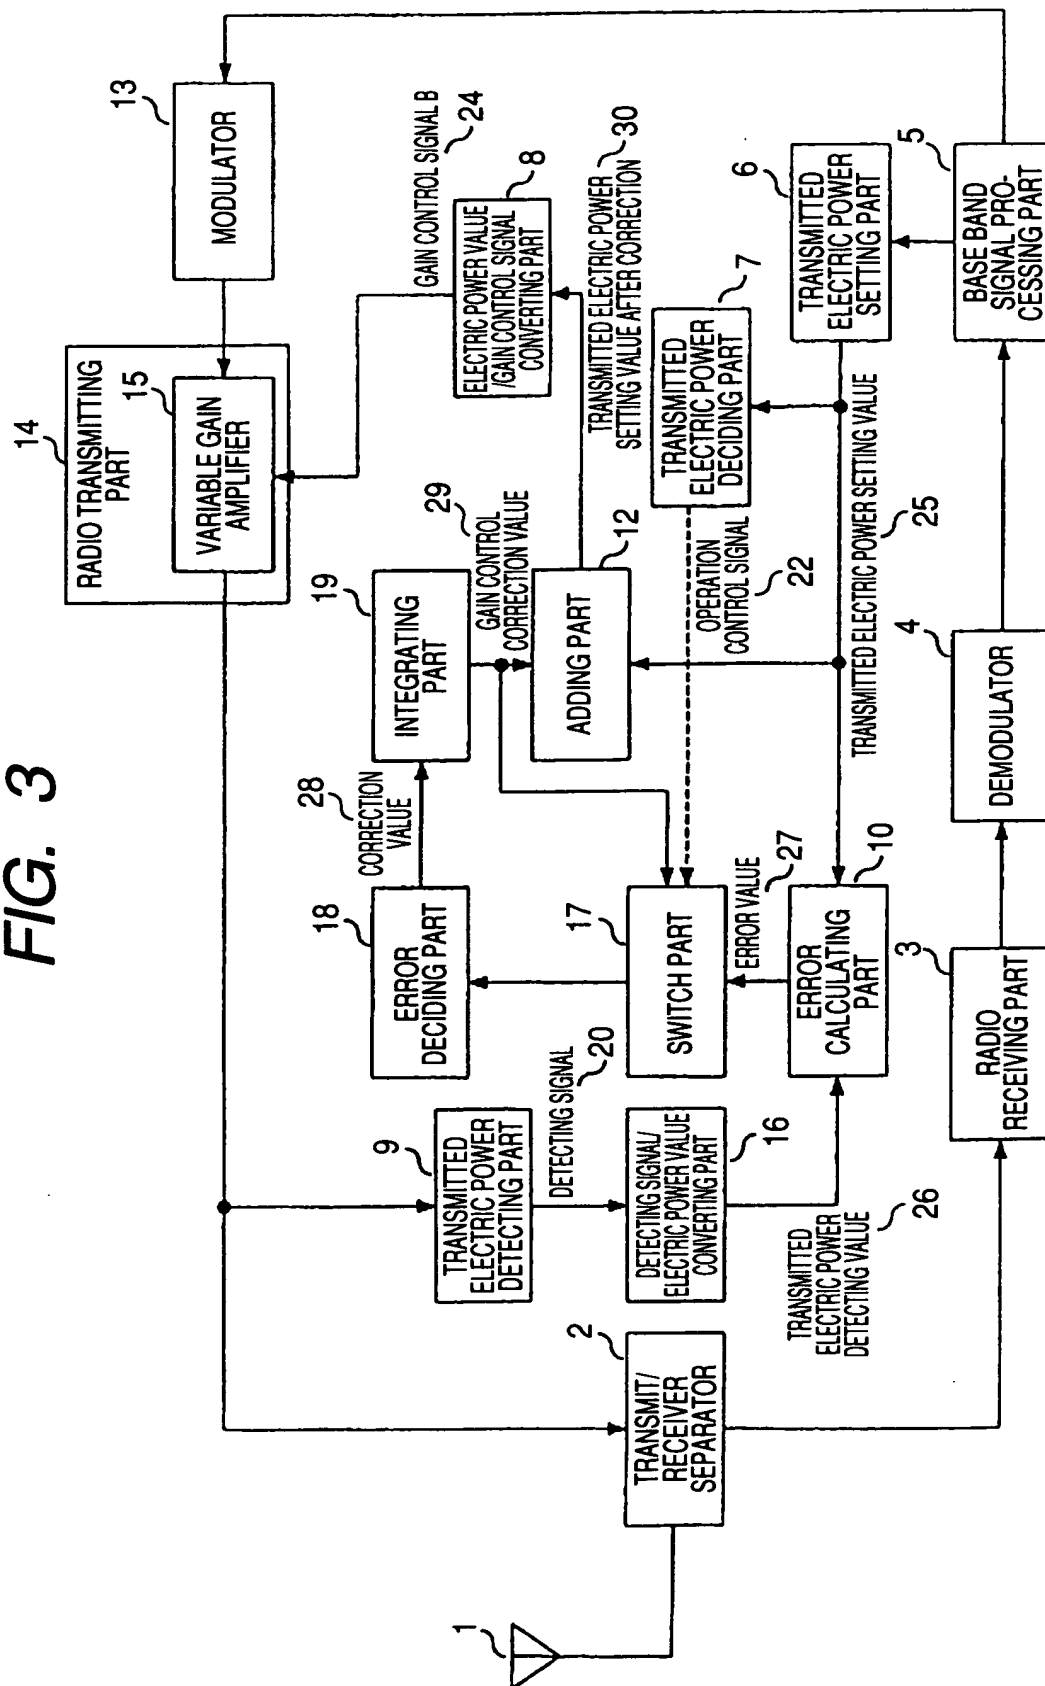 FIG. 3
14
RADIO TRANSMITTING
PART
15
VARIABLE GAIN
AMPLIFIER
13
MODULATOR
GAIN CONTROL SIGNAL B
24
19
INTEGRATING
PART
29
GAIN CONTROL
CORRECTION VALUE
28
CORRECTION
VALUE
18
ERROR
DECIDING PART
9
TRANSMITTED
ELECTRIC POWER
DETECTING PART
DETECTING SIGNAL
20
8
ELECTRIC POWER VALUE
/GAIN CONTROL SIGNAL
CONVERTING PART
TRANSMITTED ELECTRIC POWER
SETTING VALUE AFTER CORRECTION
30
12
ADDING PART
17
SWITCH PART
7
TRANSMITTED
ELECTRIC POWER
DECIDING PART
OPERATION
CONTROL SIGNAL
22
16
DETECTING SIGNAL/
ELECTRIC POWER VALUE
CONVERTING PART
2
TRANSMIT/
RECEIVER
SEPARATOR
1
ERROR VALUE
27
10
ERROR
CALCULATING
PART
6
TRANSMITTED
ELECTRIC POWER
SETTING PART
TRANSMITTED ELECTRIC POWER SETTING VALUE
25
TRANSMITTED
ELECTRIC POWER
DETECTING VALUE
26
3
RADIO
RECEIVING PART
4
DEMODULATOR
5
BASE BAND
SIGNAL PRO-
CESSING PART